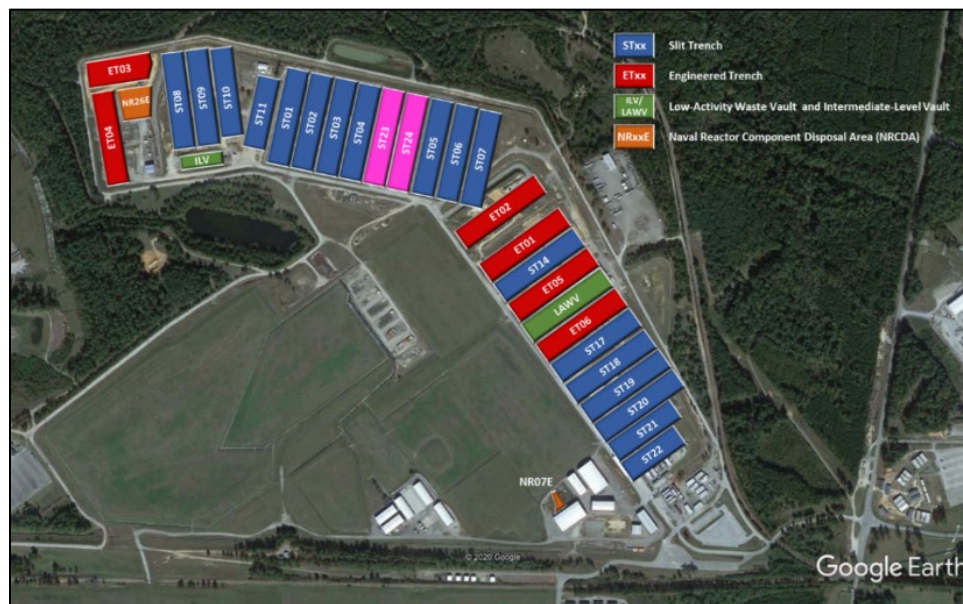 ET03
ET04
NR26E
ST08
ST09
ST10
ILV
ST11
ST01
ST02
ST03
ST04
ST23
ST24
ST05
ST06
ST07
ET02
ET01
ST14
ET05
LAWV
ET06
ST17
ST18
ST19
ST20
ST21
ST22
NR07E
STxx
Slit Trench
ETxx
Engineered Trench
ILV/
LAWV
Low-Activity Waste Vault and Intermediate-Level Vault
NRxxE
Naval Reactor Component Disposal Area (NRCDA)
© 2020 Google
Google Earth